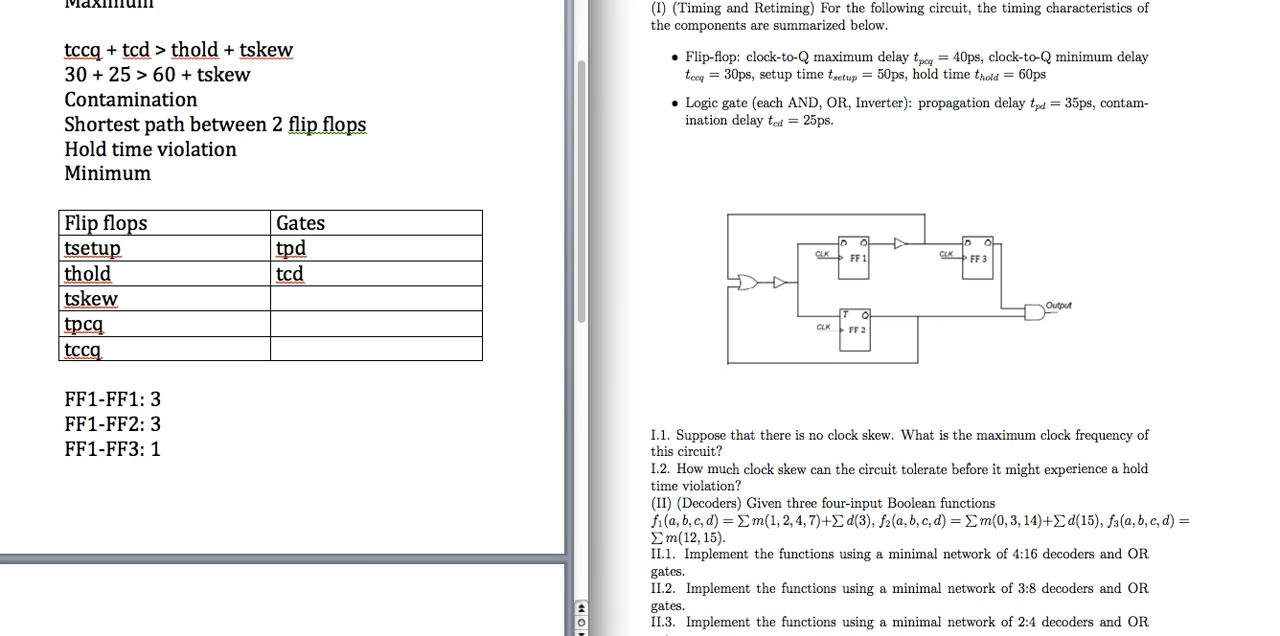 Maximum
tccq + tcd > thold + tskew
30 + 25 > 60 + tskew
Contamination
Shortest path between 2 flip flops
Hold time violation
Minimum
Flip flops Gates
tsetup tpd
thold tcd
tskew
tpcq
tccq
FF1-FF1: 3
FF1-FF2: 3
FF1-FF3: 1
(I) (Timing and Retiming) For the following circuit, the timing characteristics of
the components are summarized below.
• Flip-flop: clock-to-Q maximum delay tpcq = 40ps, clock-to-Q minimum delay
tccq = 30ps, setup time tsetup = 50ps, hold time thold = 60ps
• Logic gate (each AND, OR, Inverter): propagation delay tpd = 35ps, contam-
ination delay tcd = 25ps.
D Q
CLK FF 1
D Q
CLK FF 3
T Q
CLK FF 2
Output
I.1. Suppose that there is no clock skew. What is the maximum clock frequency of
this circuit?
I.2. How much clock skew can the circuit tolerate before it might experience a hold
time violation?
(II) (Decoders) Given three four-input Boolean functions
f1(a, b, c, d) = ∑m(1, 2, 4, 7)+∑d(3), f2(a, b, c, d) = ∑m(0, 3, 14)+∑d(15), f3(a, b, c, d) =
∑m(12, 15).
II.1. Implement the functions using a minimal network of 4:16 decoders and OR
gates.
II.2. Implement the functions using a minimal network of 3:8 decoders and OR
gates.
II.3. Implement the functions using a minimal network of 2:4 decoders and OR